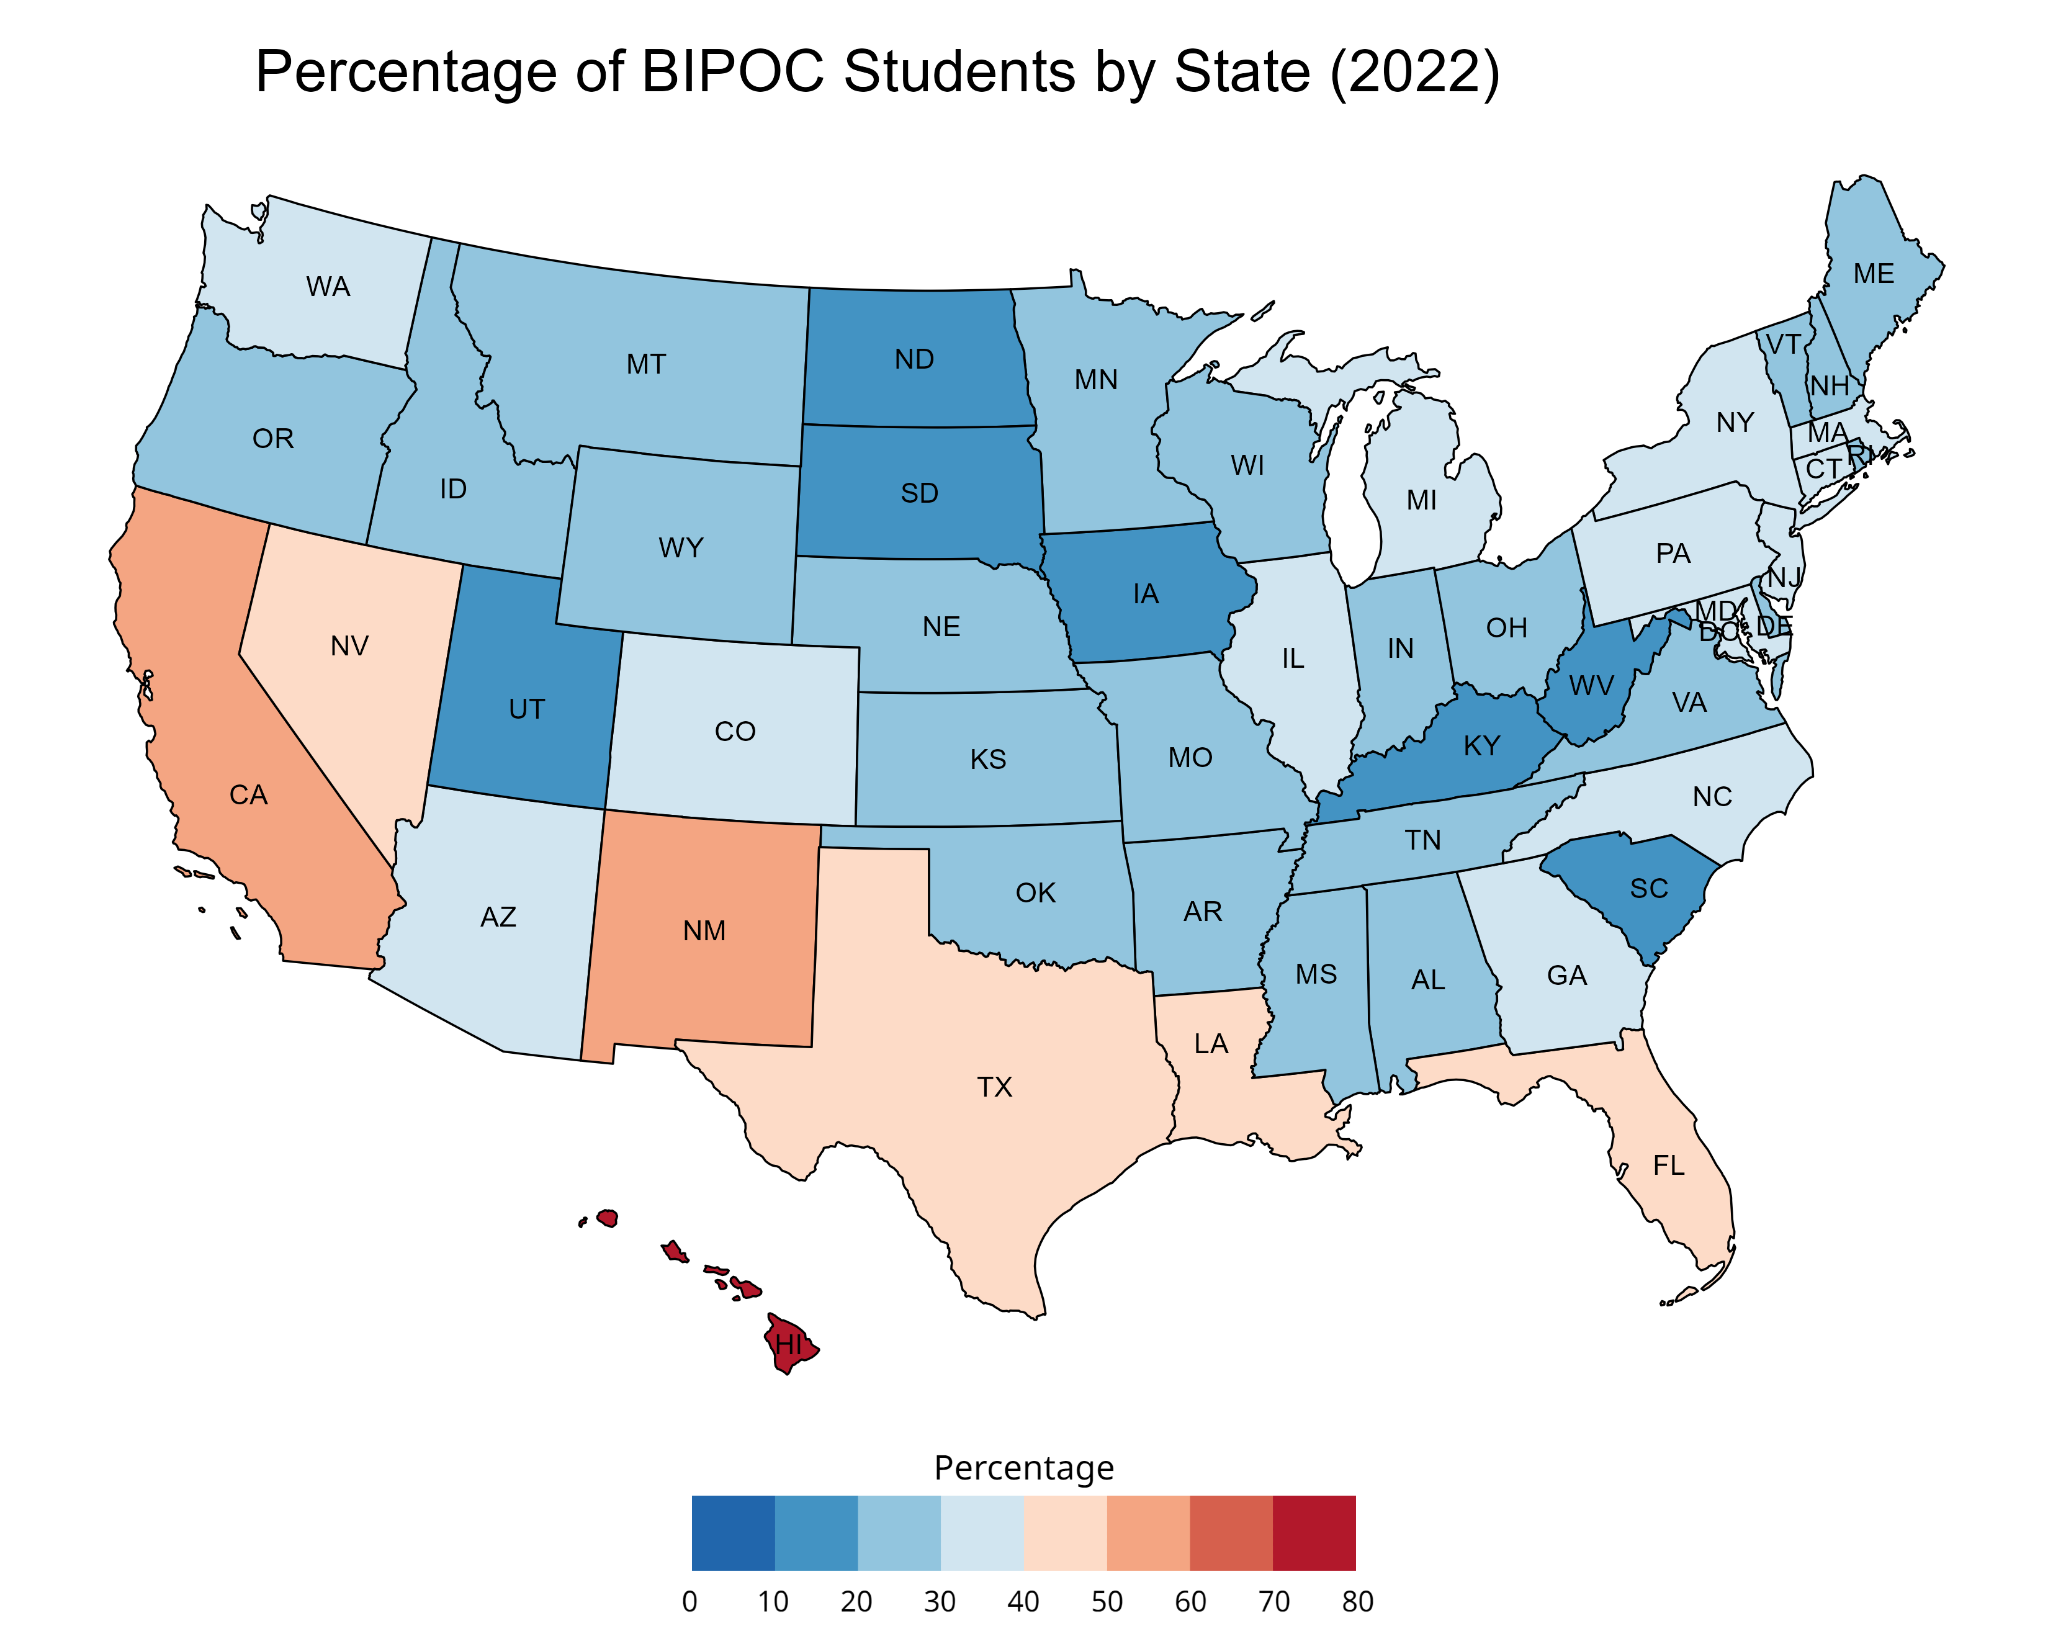 Percentage of BIPOC Students by State (2022)
ME
WA
VT
MT
ND
MN
NH
NY
MA
OR
RI
WI
CT
ID
SD
MI
WY
PA
NJ
IA
MD
NE
OH
DE
DC
NV
IN
IL
WV
UT
VA
CO
KY
KS
MO
CA
NC
TN
SC
OK
AR
AZ
NM
MS
AL
GA
LA
TX
FL
HI
Percentage
0 10 20 30 40 50 60 70 80